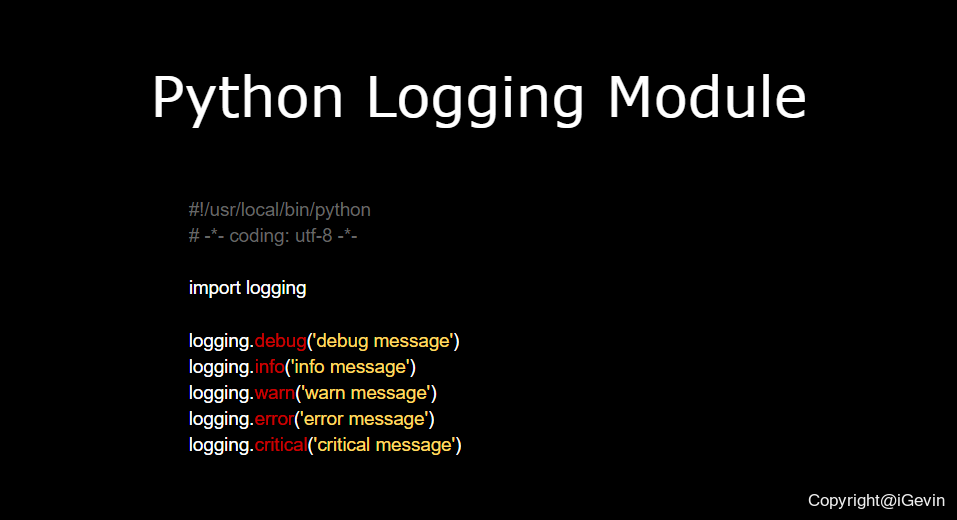 Python Logging Module
#!/usr/local/bin/python
# -*- coding: utf-8 -*-
import logging
logging.debug('debug message')
logging.info('info message')
logging.warn('warn message')
logging.error('error message')
logging.critical('critical message')
Copyright@iGevin